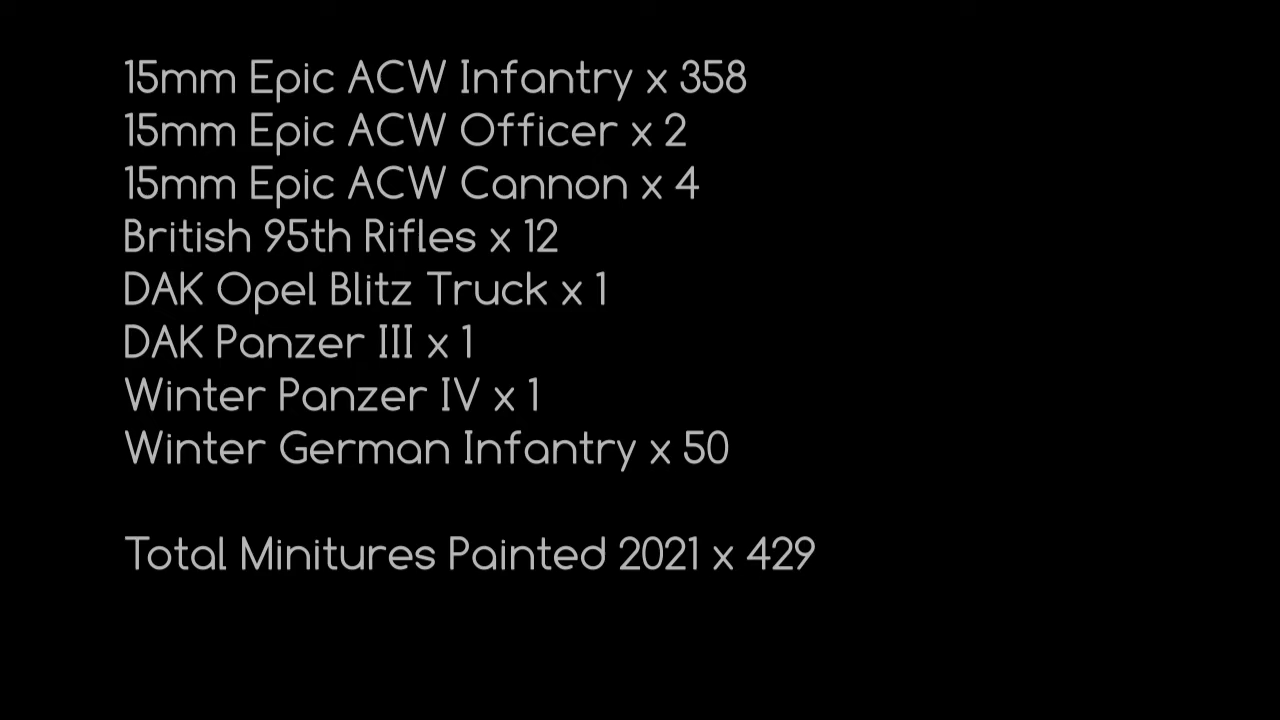 15mm Epic ACW Infantry x 358
15mm Epic ACW Officer x 2
15mm Epic ACW Cannon x 4
British 95th Rifles x 12
DAK Opel Blitz Truck x 1
DAK Panzer III x 1
Winter Panzer IV x 1
Winter German Infantry x 50
Total Minitures Painted 2021 x 429